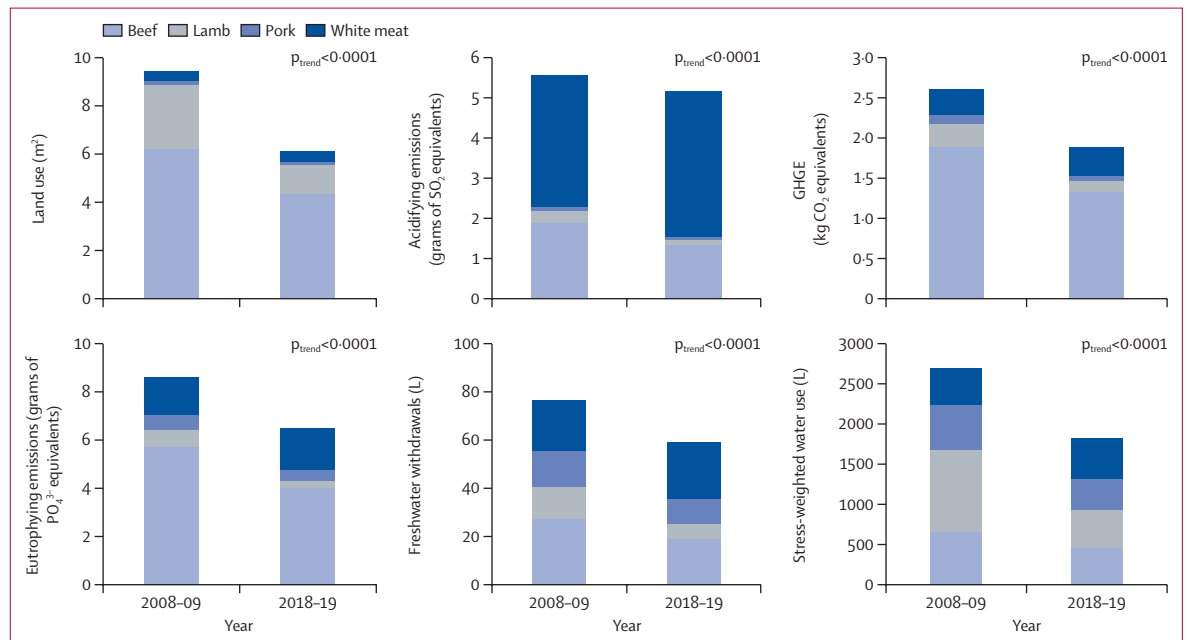 Beef Lamb Pork White meat
10
8
6
4
2
0
Land use (m²)
pₜᵣₑₙd<0·0001
6
5
4
3
2
1
0
Acidifying emissions
(grams of SO₂ equivalents)
pₜᵣₑₙd<0·0001
3·0
2·5
2·0
1·5
1·0
0·5
0
GHGE
(kg CO₂ equivalents)
pₜᵣₑₙd<0·0001
10
8
6
4
2
0
Eutrophying emissions (grams of
PO₄³⁻ equivalents)
pₜᵣₑₙd<0·0001
2008–09 2018–19
Year
100
80
60
40
20
0
Freshwater withdrawals (L)
pₜᵣₑₙd<0·0001
2008–09 2018–19
Year
3000
2500
2000
1500
1000
500
0
Stress-weighted water use (L)
pₜᵣₑₙd<0·0001
2008–09 2018–19
Year